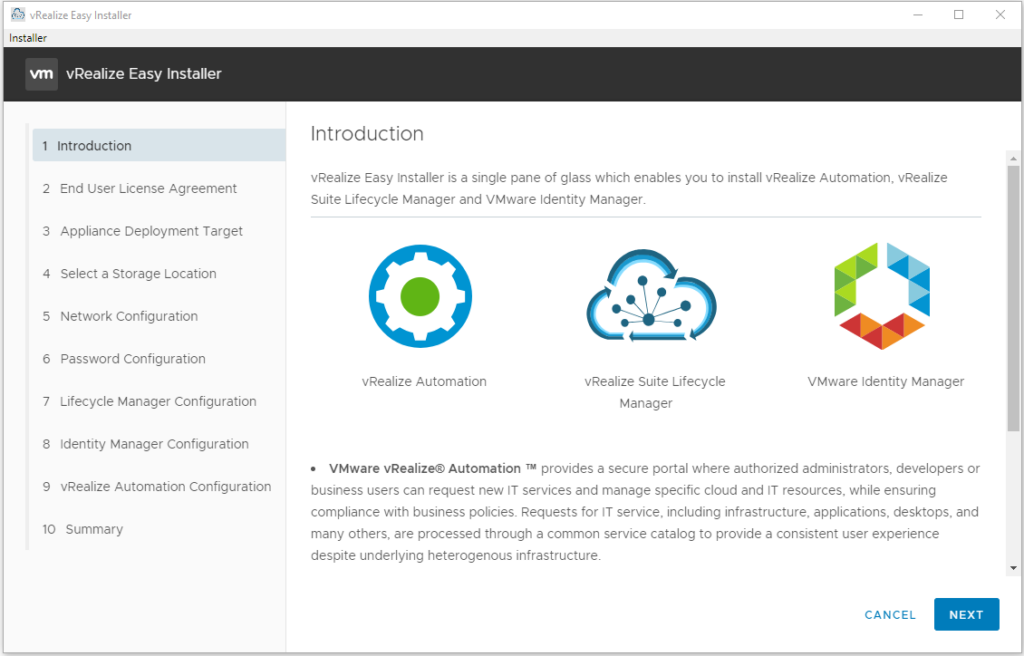 vRealize Easy Installer
Installer
vm vRealize Easy Installer
1 Introduction
2 End User License Agreement
3 Appliance Deployment Target
4 Select a Storage Location
5 Network Configuration
6 Password Configuration
7 Lifecycle Manager Configuration
8 Identity Manager Configuration
9 vRealize Automation Configuration
10 Summary
Introduction
vRealize Easy Installer is a single pane of glass which enables you to install vRealize Automation, vRealize
Suite Lifecycle Manager and VMware Identity Manager.
vRealize Automation
vRealize Suite Lifecycle
Manager
VMware Identity Manager
• VMware vRealize® Automation ™ provides a secure portal where authorized administrators, developers or
business users can request new IT services and manage specific cloud and IT resources, while ensuring
compliance with business policies. Requests for IT service, including infrastructure, applications, desktops, and
many others, are processed through a common service catalog to provide a consistent user experience
despite underlying heterogenous infrastructure.
CANCEL
NEXT